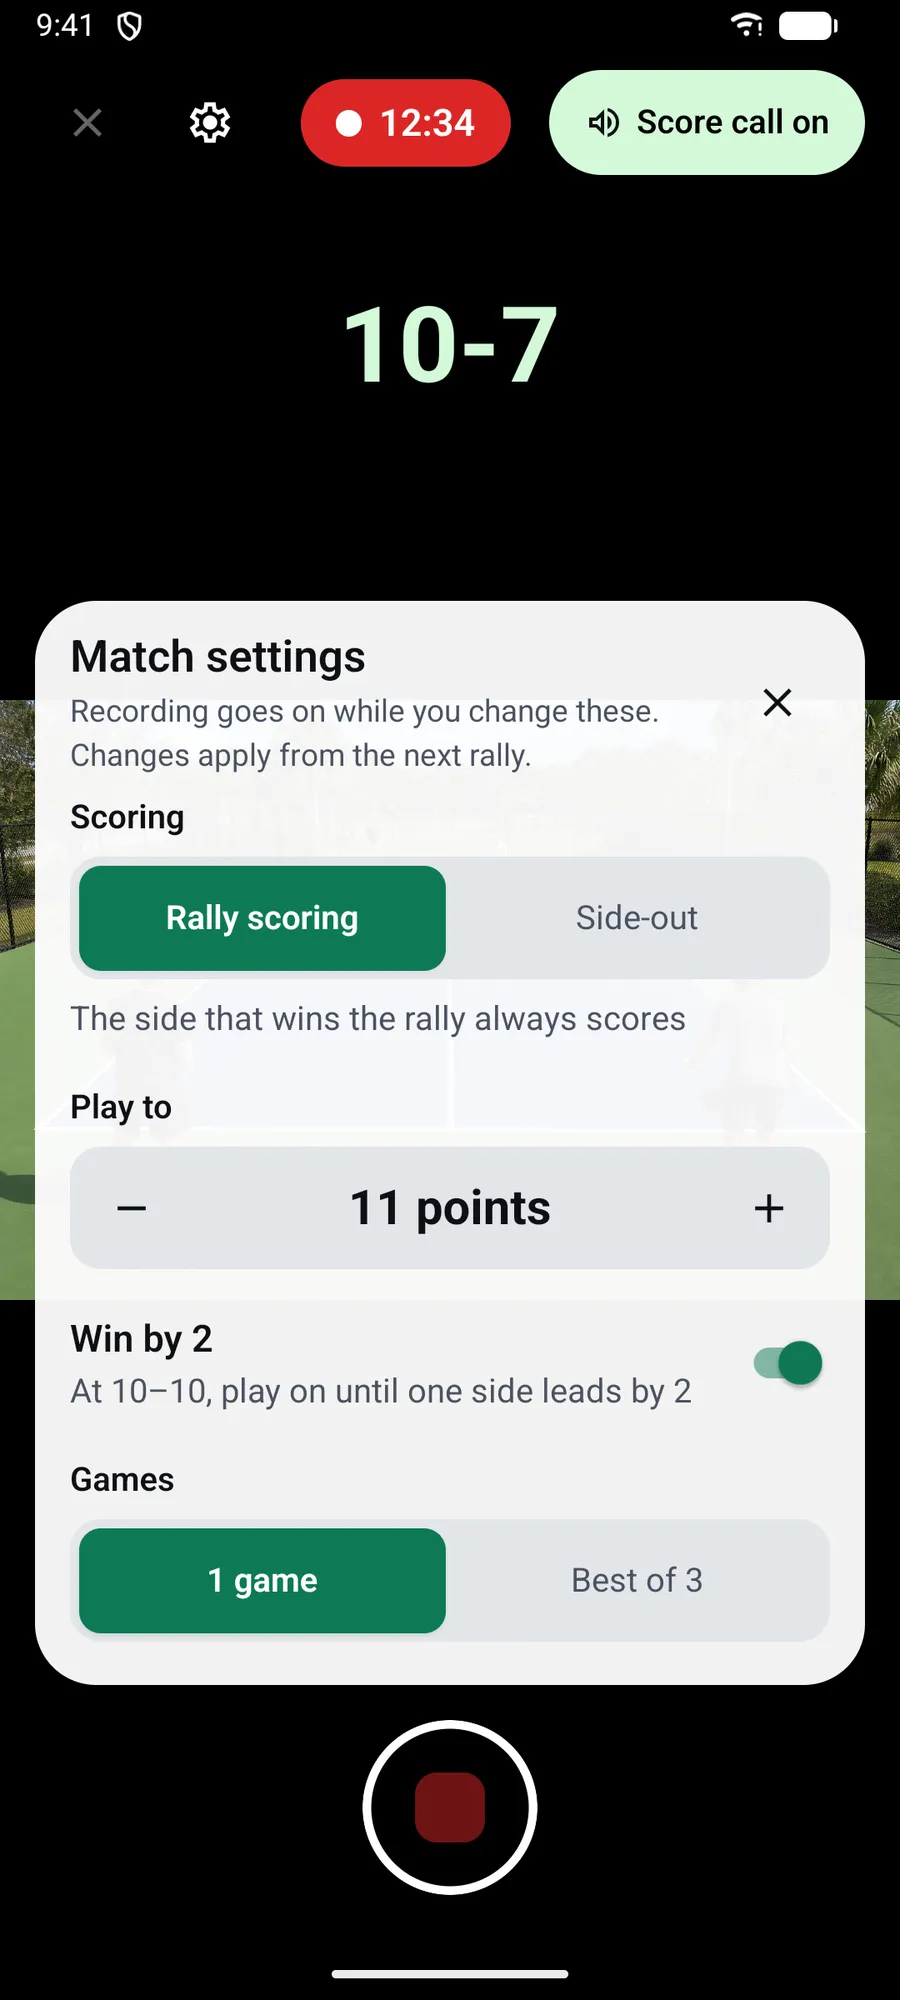 9:41
12:34
Score call on
10-7
Match settings
Recording goes on while you change these.
Changes apply from the next rally.
Scoring
Rally scoring
Side-out
The side that wins the rally always scores
Play to
11 points
Win by 2
At 10–10, play on until one side leads by 2
Games
1 game
Best of 3